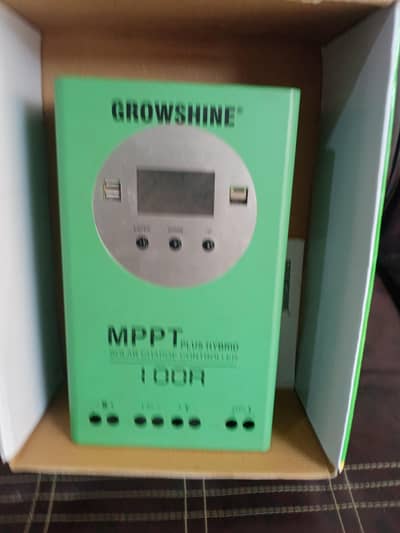 GROWSHINE®
MPPT PLUS HYBRID
SOLAR CHARGE CONTROLLER
100A